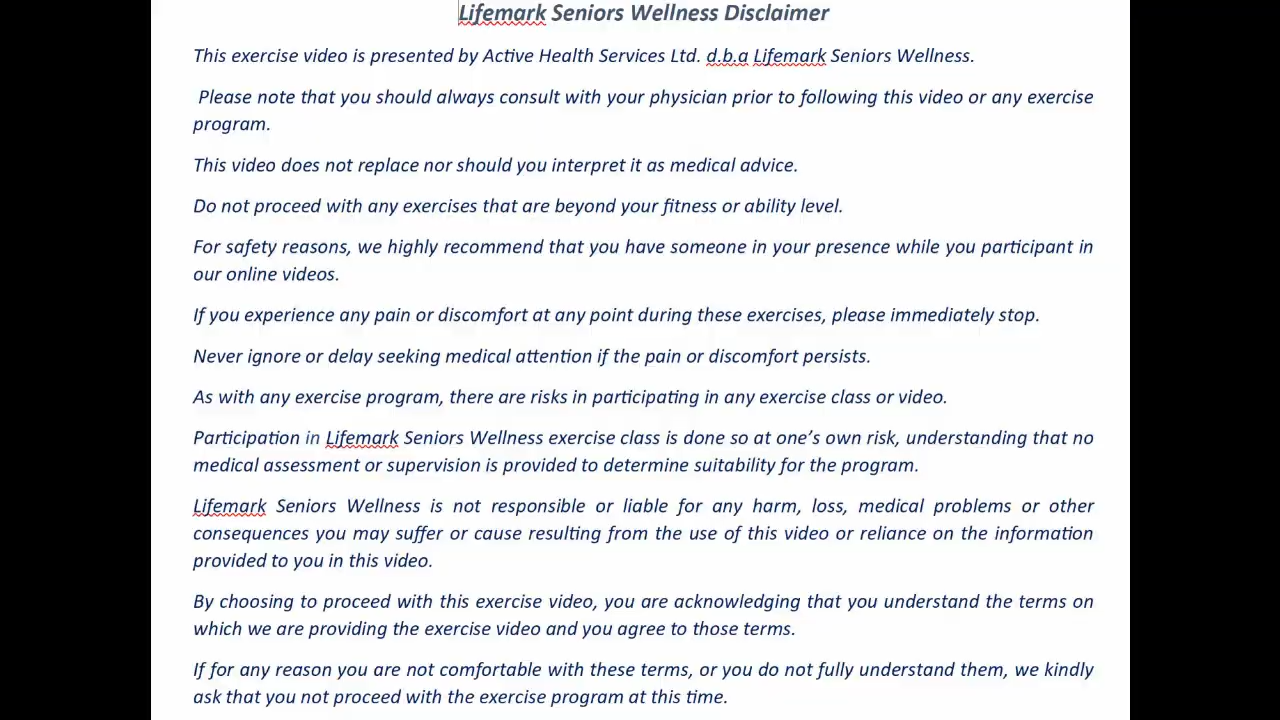 Lifemark Seniors Wellness Disclaimer
This exercise video is presented by Active Health Services Ltd. d.b.a Lifemark Seniors Wellness.
Please note that you should always consult with your physician prior to following this video or any exercise
program.
This video does not replace nor should you interpret it as medical advice.
Do not proceed with any exercises that are beyond your fitness or ability level.
For safety reasons, we highly recommend that you have someone in your presence while you participant in
our online videos.
If you experience any pain or discomfort at any point during these exercises, please immediately stop.
Never ignore or delay seeking medical attention if the pain or discomfort persists.
As with any exercise program, there are risks in participating in any exercise class or video.
Participation in Lifemark Seniors Wellness exercise class is done so at one’s own risk, understanding that no
medical assessment or supervision is provided to determine suitability for the program.
Lifemark Seniors Wellness is not responsible or liable for any harm, loss, medical problems or other
consequences you may suffer or cause resulting from the use of this video or reliance on the information
provided to you in this video.
By choosing to proceed with this exercise video, you are acknowledging that you understand the terms on
which we are providing the exercise video and you agree to those terms.
If for any reason you are not comfortable with these terms, or you do not fully understand them, we kindly
ask that you not proceed with the exercise program at this time.